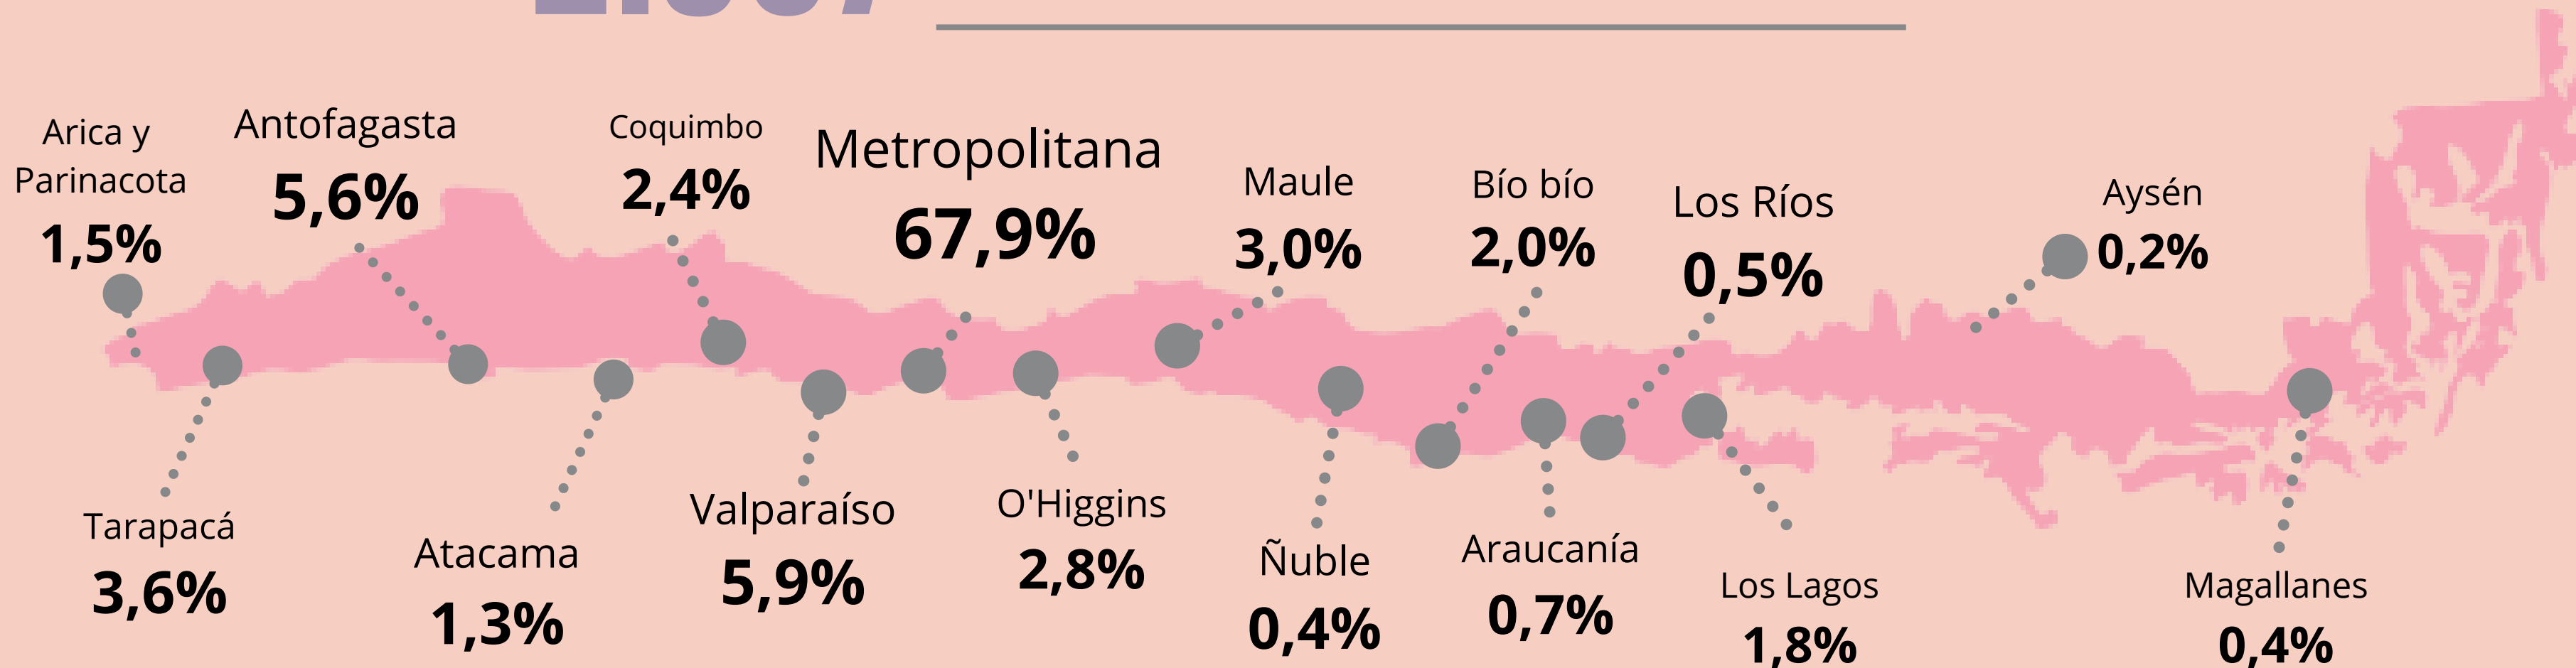 Arica y
Parinacota
1,5%
Antofagasta
5,6%
Coquimbo
2,4%
Metropolitana
67,9%
Maule
3,0%
Bío bío
2,0%
Los Ríos
0,5%
Aysén
0,2%
Tarapacá
3,6%
Atacama
1,3%
Valparaíso
5,9%
O'Higgins
2,8%
Ñuble
0,4%
Araucanía
0,7%
Los Lagos
1,8%
Magallanes
0,4%